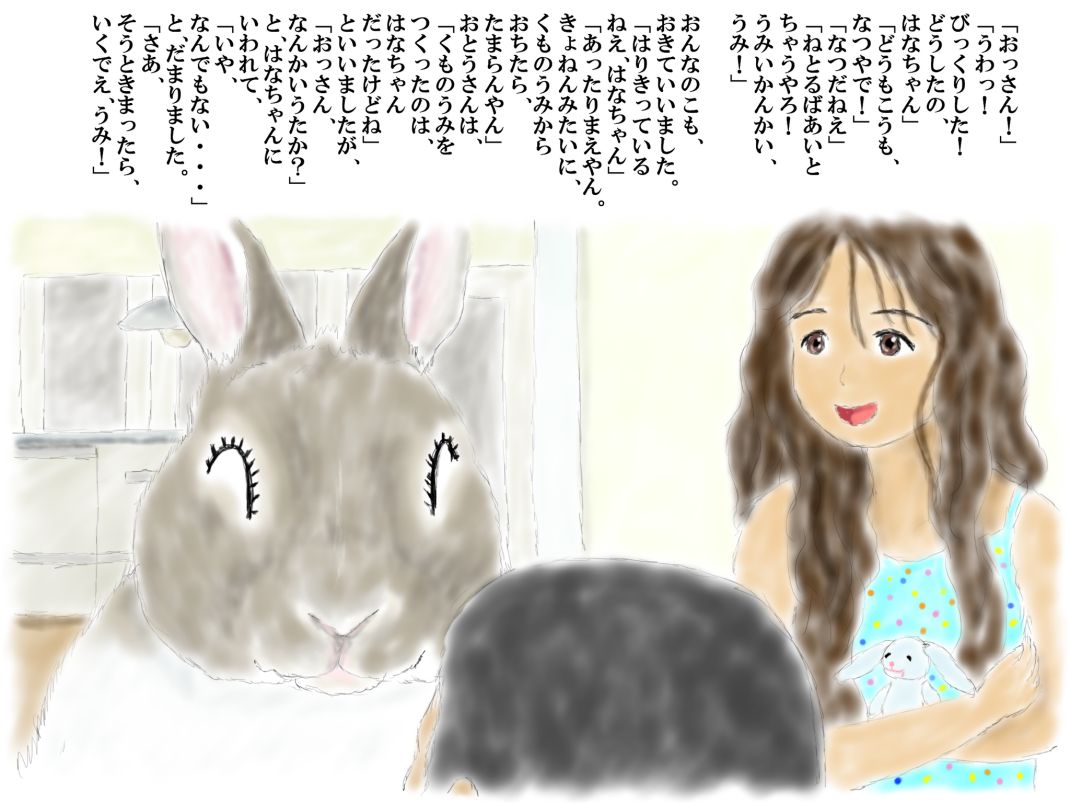 「おっさん！」
「うわっ！
びっくりした！
どうしたの、
はなちゃん」
「どうもこうも、
なつやで！」
「なつだねえ」
「ねとるばあいと
ちゃうやろ！
うみいかんかい、
うみ！」
おんなのこも、
おきていいました。
「はりきっている
ねえ、はなちゃん」
「あったりまえやん。
きょねんみたいに、
くものうみから
おちたら、
たまらんやん」
おとうさんは、
「くものうみを
つくったのは、
はなちゃん
だったけどね」
といいましたが、
「おっさん、
なんかいうたか？」
と、はなちゃんに
いわれて、
「いや、
なんでもない・・・・」
と、だまりました。
「さあ、
そうときまったら、
いくでえ、うみ！」